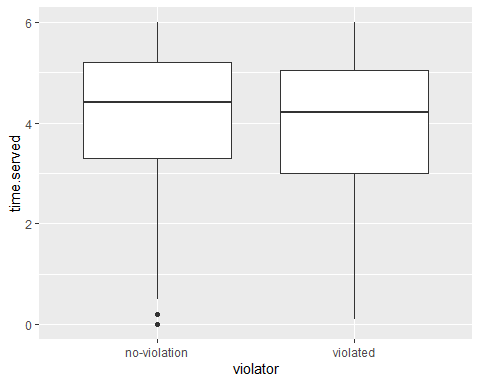 6
4
2
0
time.served
no-violation
violated
violator